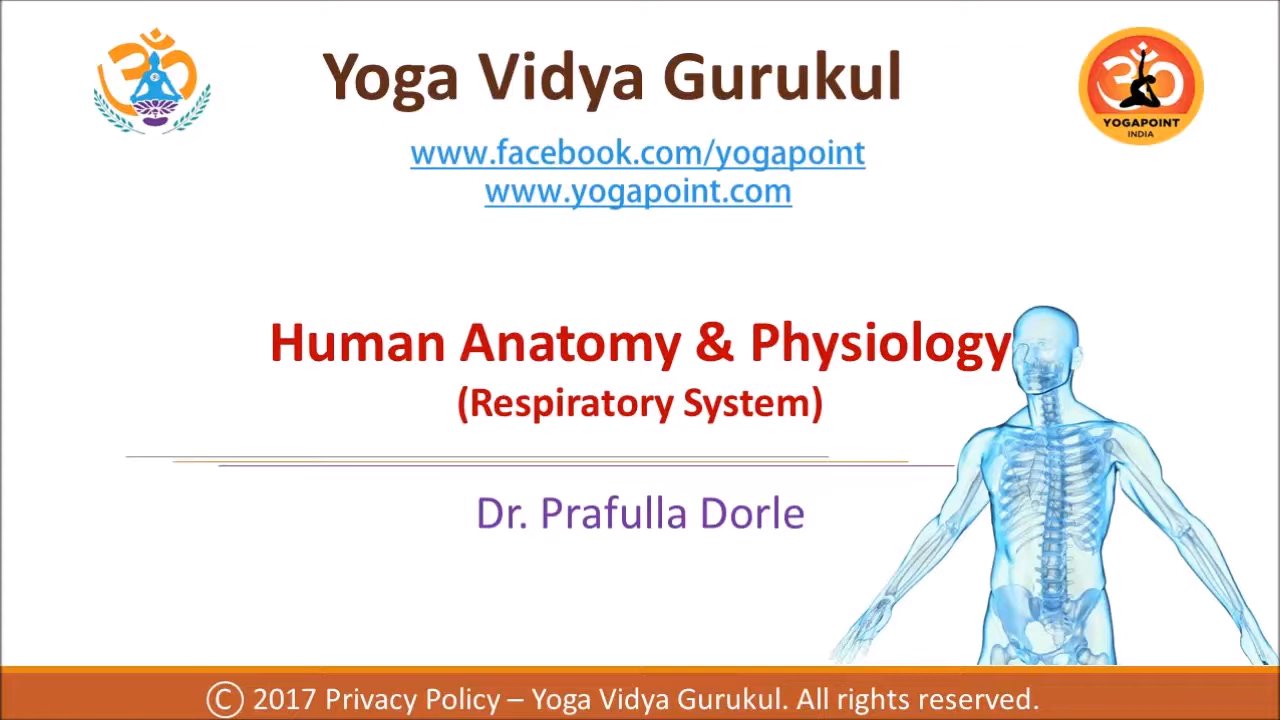 Yoga Vidya Gurukul
www.facebook.com/yogapoint
www.yogapoint.com
YOGAPOINT
INDIA
Human Anatomy & Physiology
(Respiratory System)
Dr. Prafulla Dorle
© 2017 Privacy Policy – Yoga Vidya Gurukul. All rights reserved.